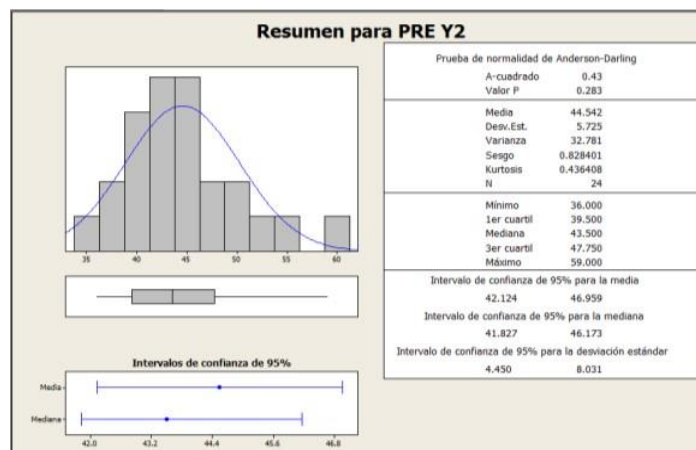 Resumen para PRE Y2
35 40 45 50 55 60
Intervalos de confianza de 95%
Media
Mediana
42.0 43.2 44.4 45.6 46.8
Prueba de normalidad de Anderson-Darling
A-cuadrado 0.43
Valor P 0.283
Media 44.542
Desv.Est. 5.725
Varianza 32.781
Sesgo 0.828401
Kurtosis 0.436408
N 24
Mínimo 36.000
1er cuartil 39.500
Mediana 43.500
3er cuartil 47.750
Máximo 59.000
Intervalo de confianza de 95% para la media
42.124 46.959
Intervalo de confianza de 95% para la mediana
41.827 46.173
Intervalo de confianza de 95% para la desviación estándar
4.450 8.031